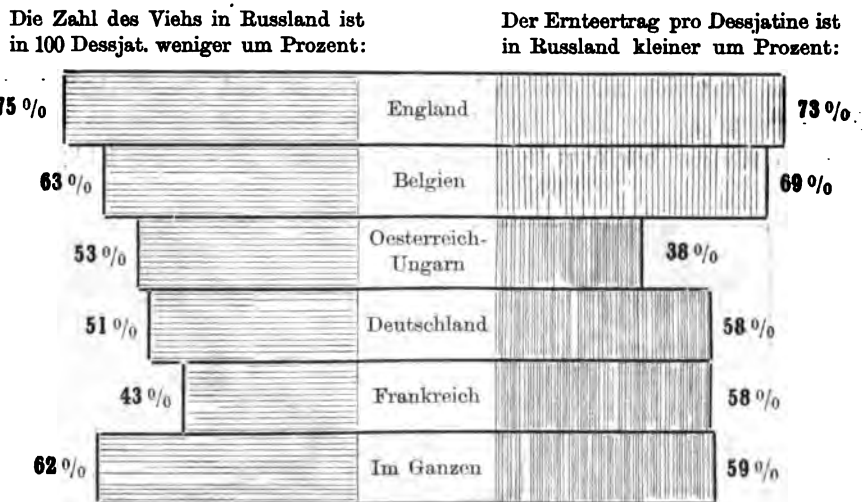 Die Zahl des Viehs in Russland ist
in 100 Dessjat. weniger um Prozent:
Der Ernteertrag pro Dessjatine ist
in Russland kleiner um Prozent:
75 % England 73 %
63 % Belgien 69 %
53 % Oesterreich-
Ungarn 38 %
51 % Deutschland 58 %
43 % Frankreich 58 %
62 % Im Ganzen 59 %